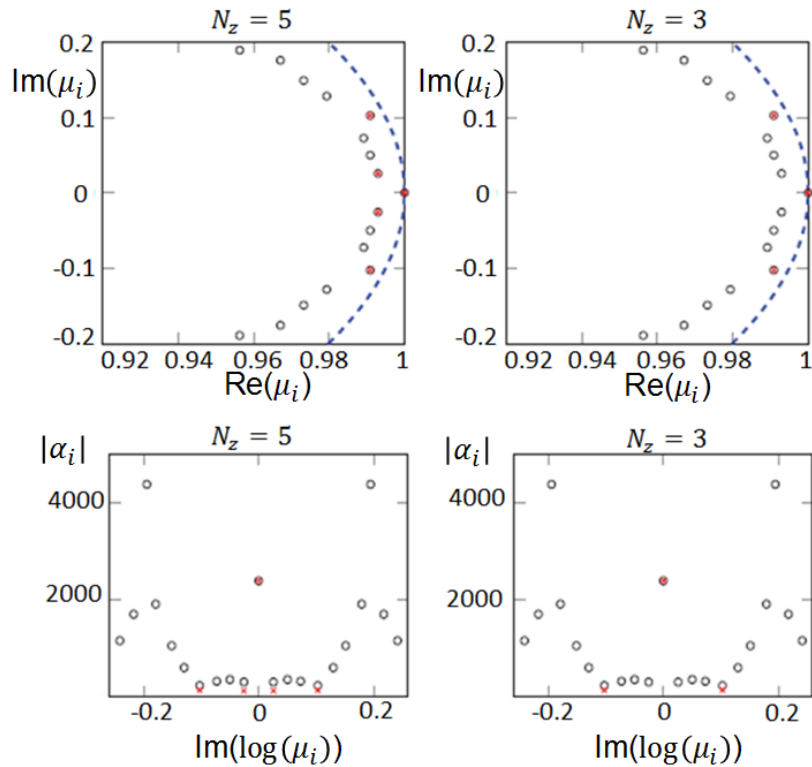 N_z = 5
N_z = 3
Im(μ_i)
0.2
0.1
0
-0.1
-0.2
0.92 0.94 0.96 0.98 1
Re(μ_i)
Im(μ_i)
0.2
0.1
0
-0.1
-0.2
0.92 0.94 0.96 0.98 1
Re(μ_i)
N_z = 5
N_z = 3
|α_i|
4000
2000
-0.2 0 0.2
Im(log(μ_i))
|α_i|
4000
2000
-0.2 0 0.2
Im(log(μ_i))